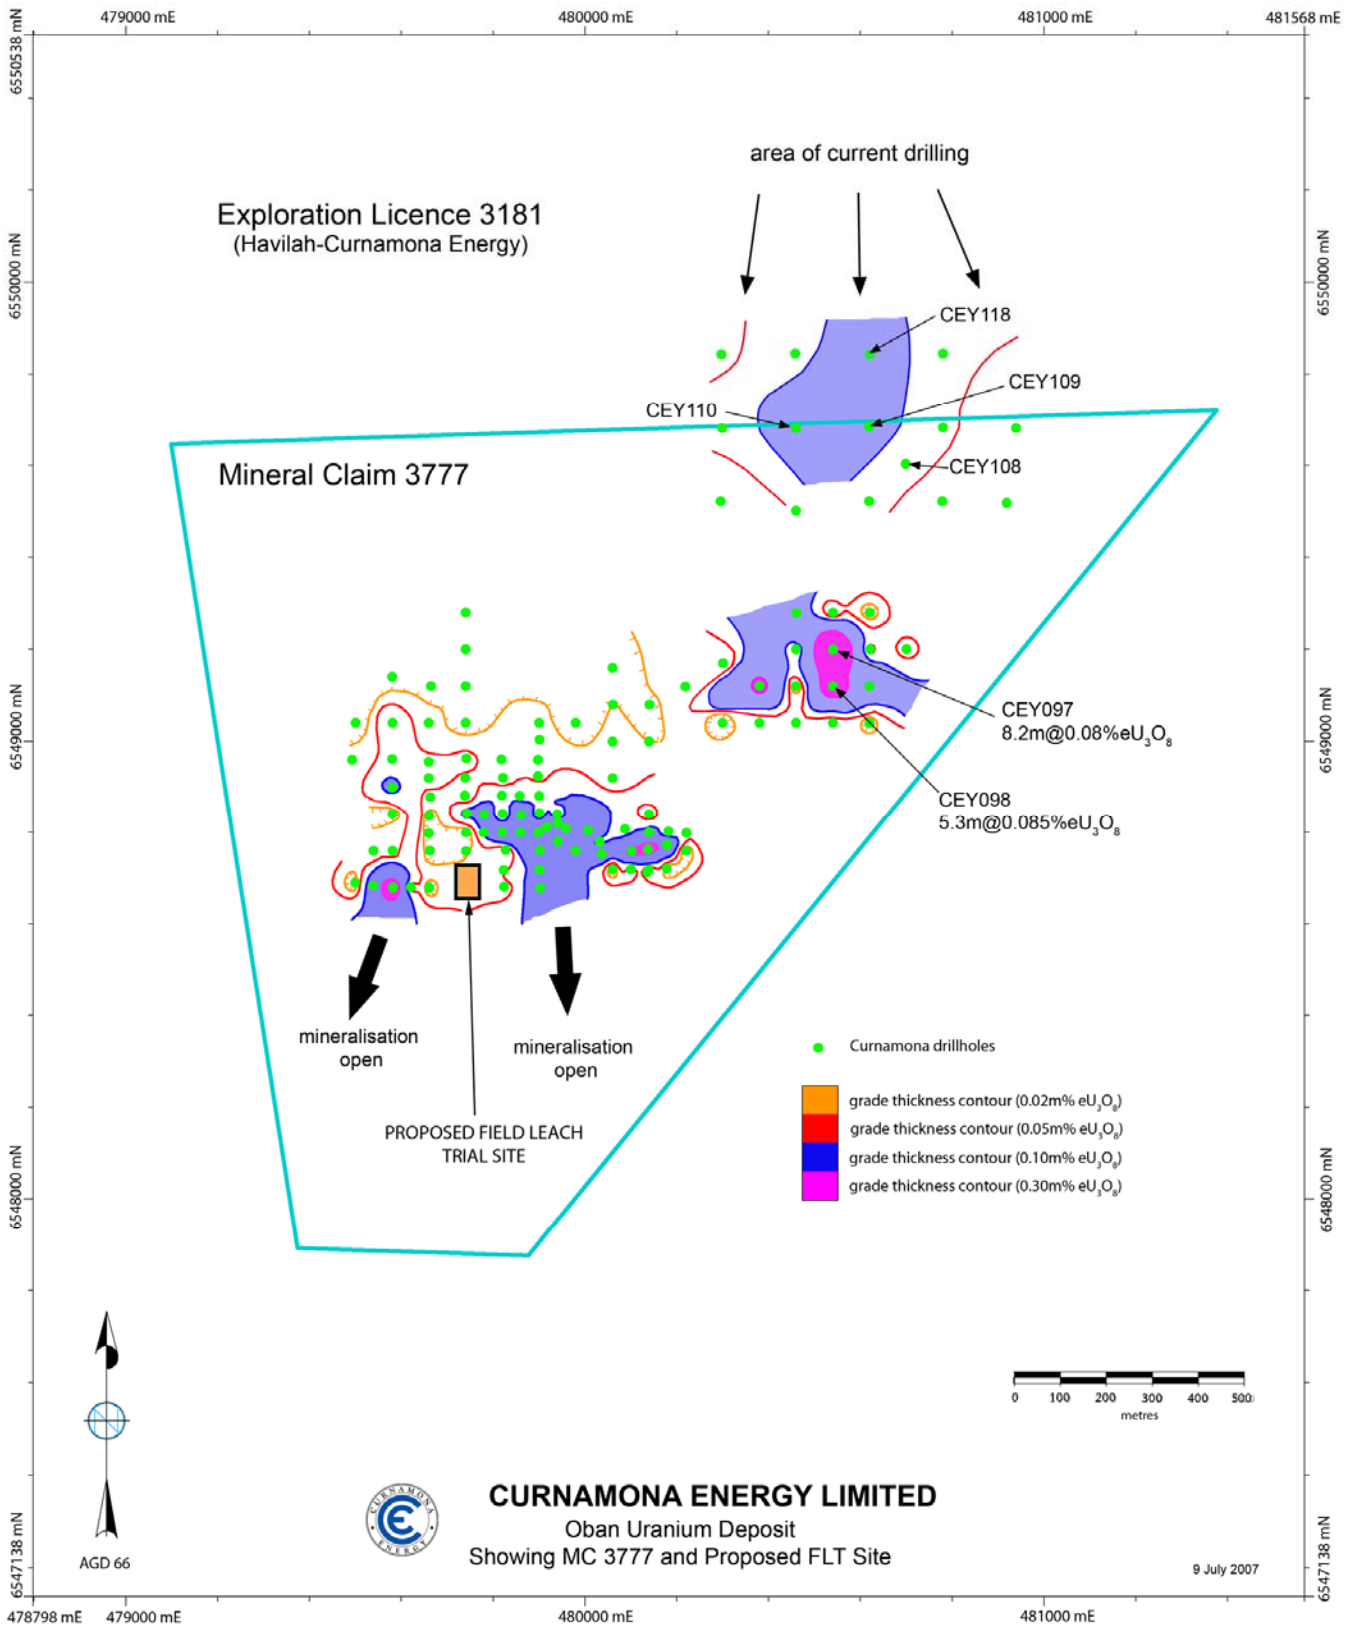 479000 mE
480000 mE
481000 mE
481568 mE
6550538 mN
6550538 mN
area of current drilling
Exploration Licence 3181
(Havilah-Curnamona Energy)
6550000 mN
6550000 mN
CEY118
CEY109
CEY110
CEY108
Mineral Claim 3777
6549000 mN
6549000 mN
CEY097
8.2m@0.08%eU3O8
CEY098
5.3m@0.085%eU3O8
mineralisation
open
mineralisation
open
PROPOSED FIELD LEACH
TRIAL SITE
Curnamona drillholes
grade thickness contour (0.02m% eU3O8)
grade thickness contour (0.05m% eU3O8)
grade thickness contour (0.10m% eU3O8)
grade thickness contour (0.30m% eU3O8)
6548000 mN
6548000 mN
0 100 200 300 400 500
metres
N
AGD 66
CURNAMONA
CE
ENERGY
CURNAMONA ENERGY LIMITED
Oban Uranium Deposit
Showing MC 3777 and Proposed FLT Site
9 July 2007
6547138 mN
6547138 mN
478798 mE
479000 mE
480000 mE
481000 mE